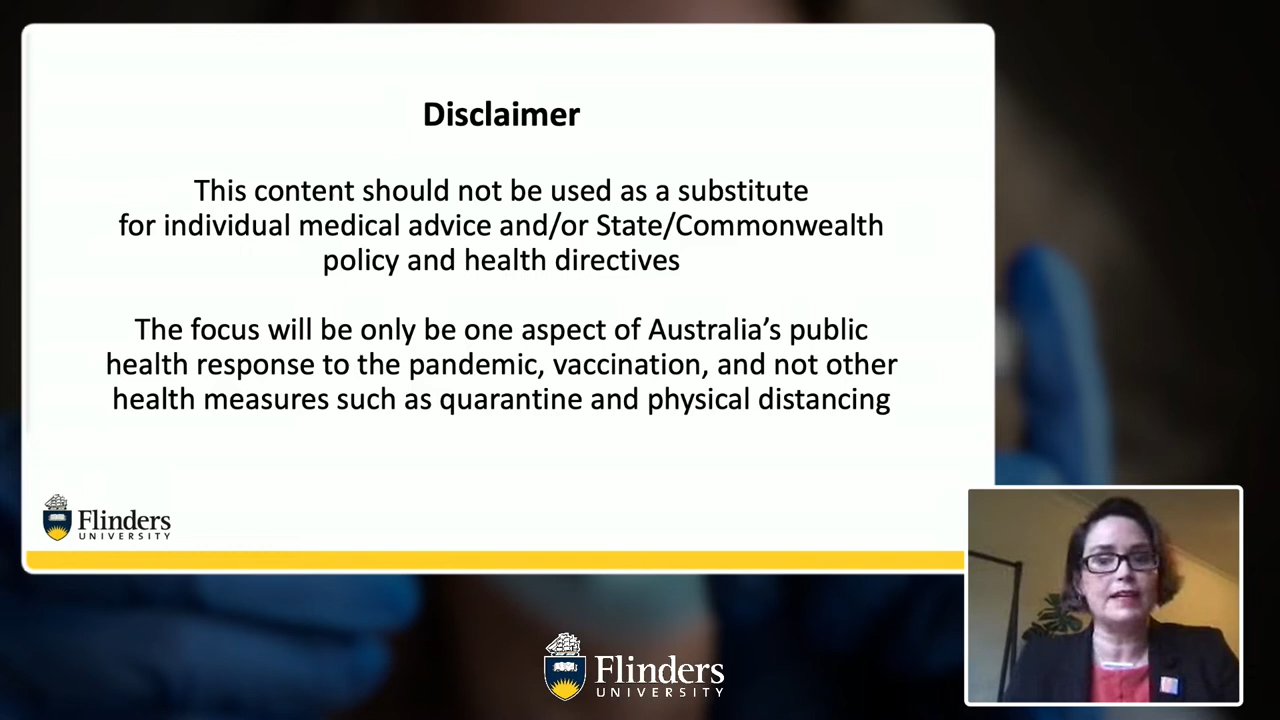 Disclaimer
This content should not be used as a substitute
for individual medical advice and/or State/Commonwealth
policy and health directives
The focus will be only be one aspect of Australia’s public
health response to the pandemic, vaccination, and not other
health measures such as quarantine and physical distancing
Flinders
UNIVERSITY
Flinders
UNIVERSITY